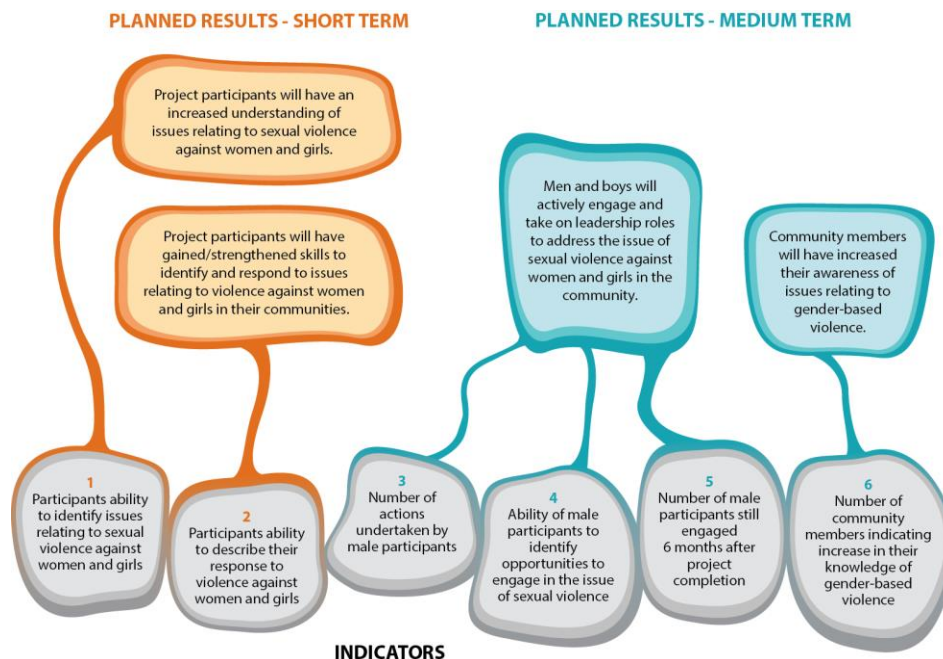 PLANNED RESULTS - SHORT TERM
PLANNED RESULTS - MEDIUM TERM
Project participants will have an
increased understanding of
issues relating to sexual violence
against women and girls.
Project participants will have
gained/strengthened skills to
identify and respond to issues
relating to violence against women
and girls in their communities.
Men and boys will
actively engage and
take on leadership roles
to address the issue of
sexual violence against
women and girls in the
community.
Community members
will have increased
their awareness of
issues relating to
gender-based
violence.
1
Participants ability
to identify issues
relating to sexual
violence against
women and girls
2
Participants ability
to describe their
response to
violence against
women and girls
3
Number of
actions
undertaken by
male participants
4
Ability of male
participants to
identify
opportunities to
engage in the issue
of sexual violence
5
Number of male
participants still
engaged
6 months after
project
completion
6
Number of
community
members indicating
increase in their
knowledge of
gender-based
violence
INDICATORS